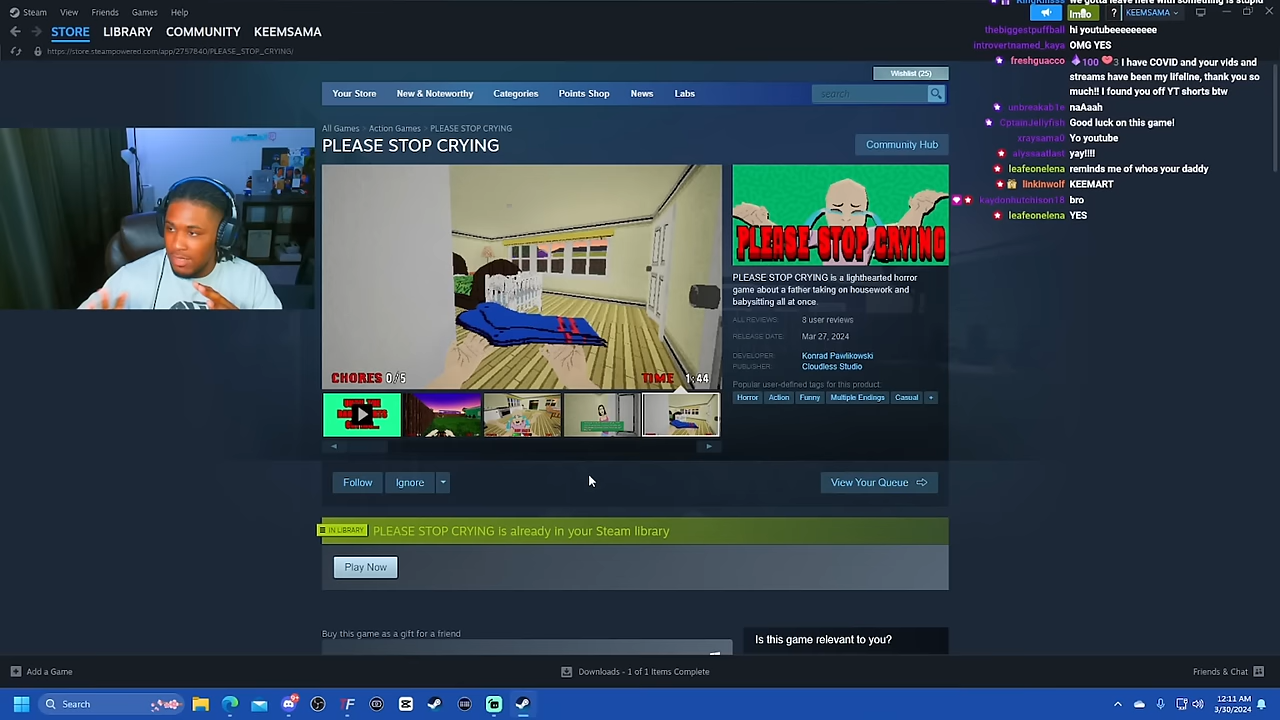 Steam View Friends Games Help
KEEMSAMA
STORE LIBRARY COMMUNITY KEEMSAMA
https://store.steampowered.com/app/2757840/PLEASE_STOP_CRYING/
Wishlist (25)
Your Store New & Noteworthy Categories Points Shop News Labs search
All Games > Action Games > PLEASE STOP CRYING
PLEASE STOP CRYING
Community Hub
CHORES 0/5 TIME 1:44
PLEASE STOP CRYING
PLEASE STOP CRYING is a lighthearted horror
game about a father taking on housework and
babysitting all at once.
ALL REVIEWS: 8 user reviews
RELEASE DATE: Mar 27, 2024
DEVELOPER: Konrad Pawlikowski
PUBLISHER: Cloudless Studio
Popular user-defined tags for this product:
Horror Action Funny Multiple Endings Casual +
Follow Ignore View Your Queue
IN LIBRARY PLEASE STOP CRYING is already in your Steam library
Play Now
Buy this game as a gift for a friend
Is this game relevant to you?
thebiggestpuffball hi youtubeeeeeeeee
introvertnamed_kaya OMG YES
freshguacco 100 3 I have COVID and your vids and
streams have been my lifeline, thank you so
much!! I found you off YT shorts btw
unbreakab1e naAaah
CptainJellyfish Good luck on this game!
xraysama0 Yo youtube
alyssaatlast yay!!!!
leafeonelena reminds me of whos your daddy
linkinwolf KEEMART
kaydonhutchison18 bro
leafeonelena YES
Add a Game Downloads - 1 of 1 Items Complete Friends & Chat
Search 12:11 AM
3/30/2024